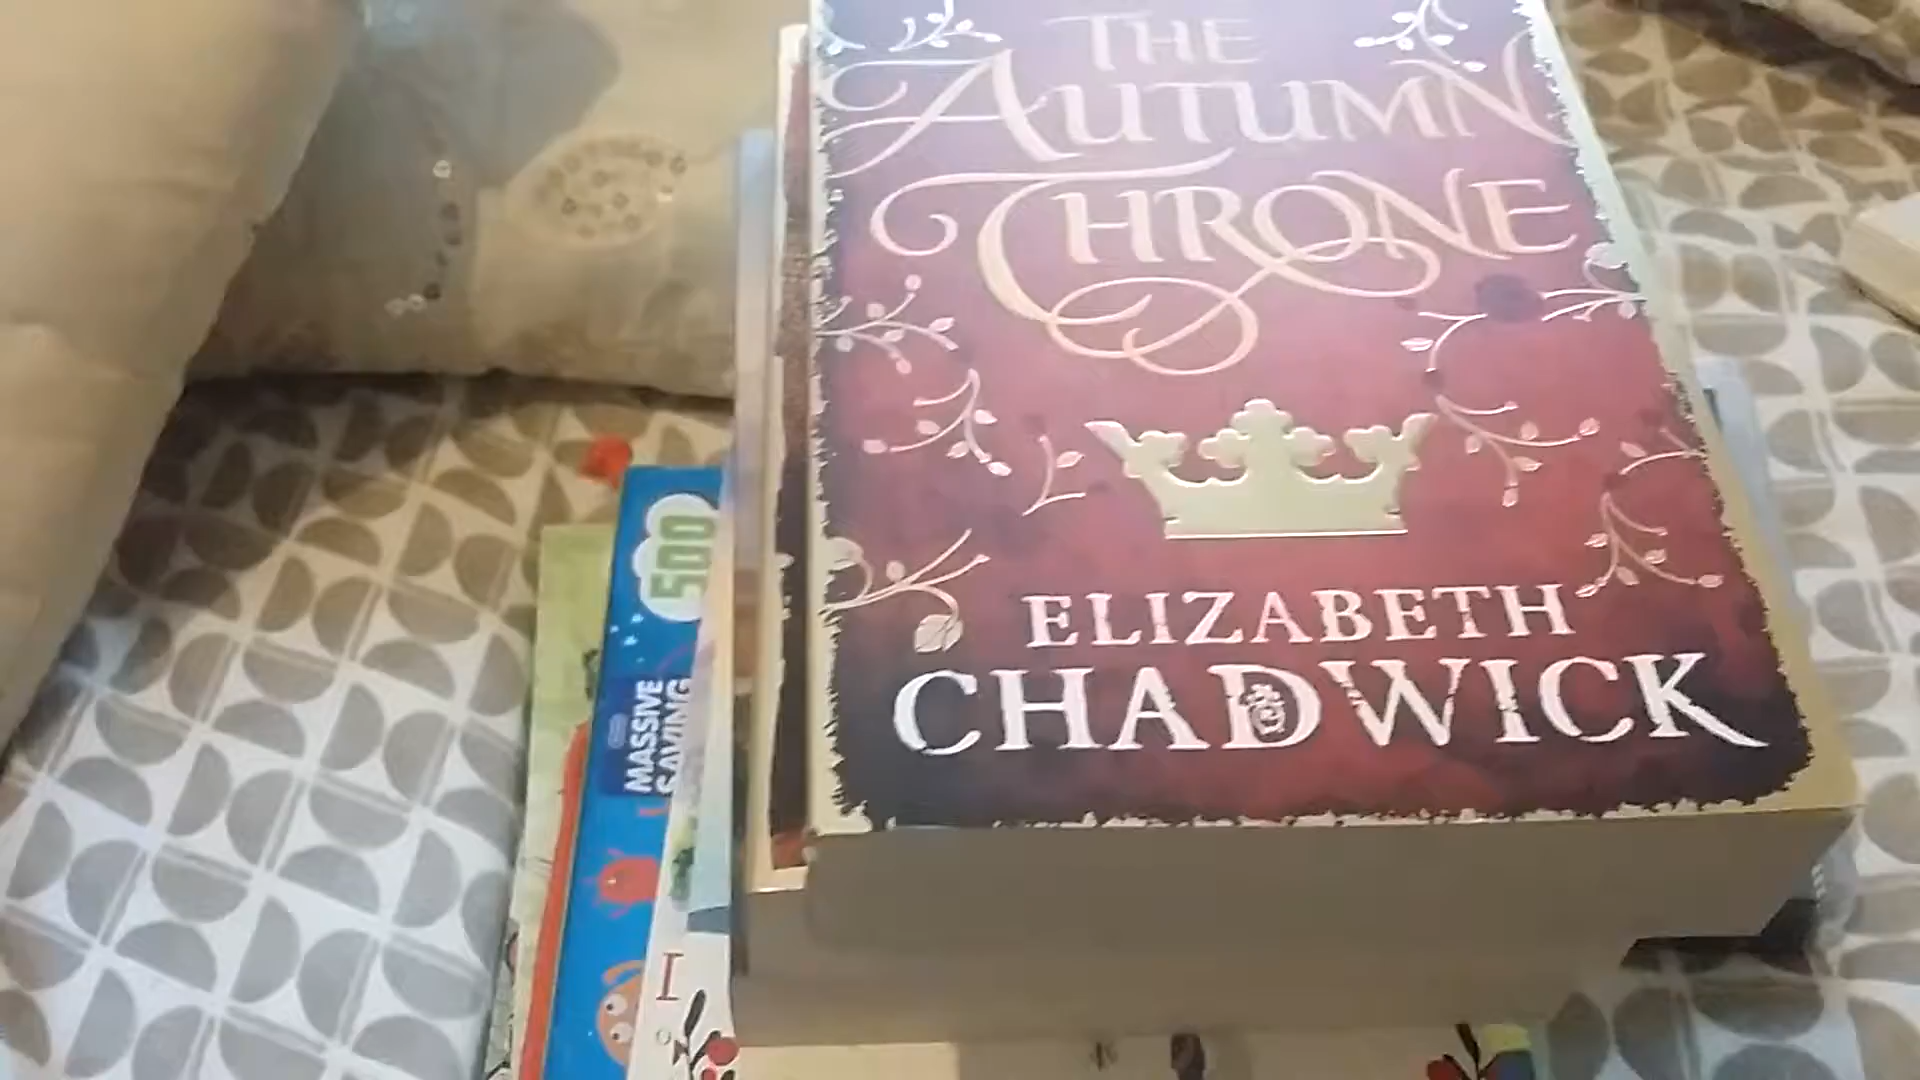 THE
AUTUMN
THRONE
ELIZABETH
CHADWICK
500
MASSIVE
SAVING
I